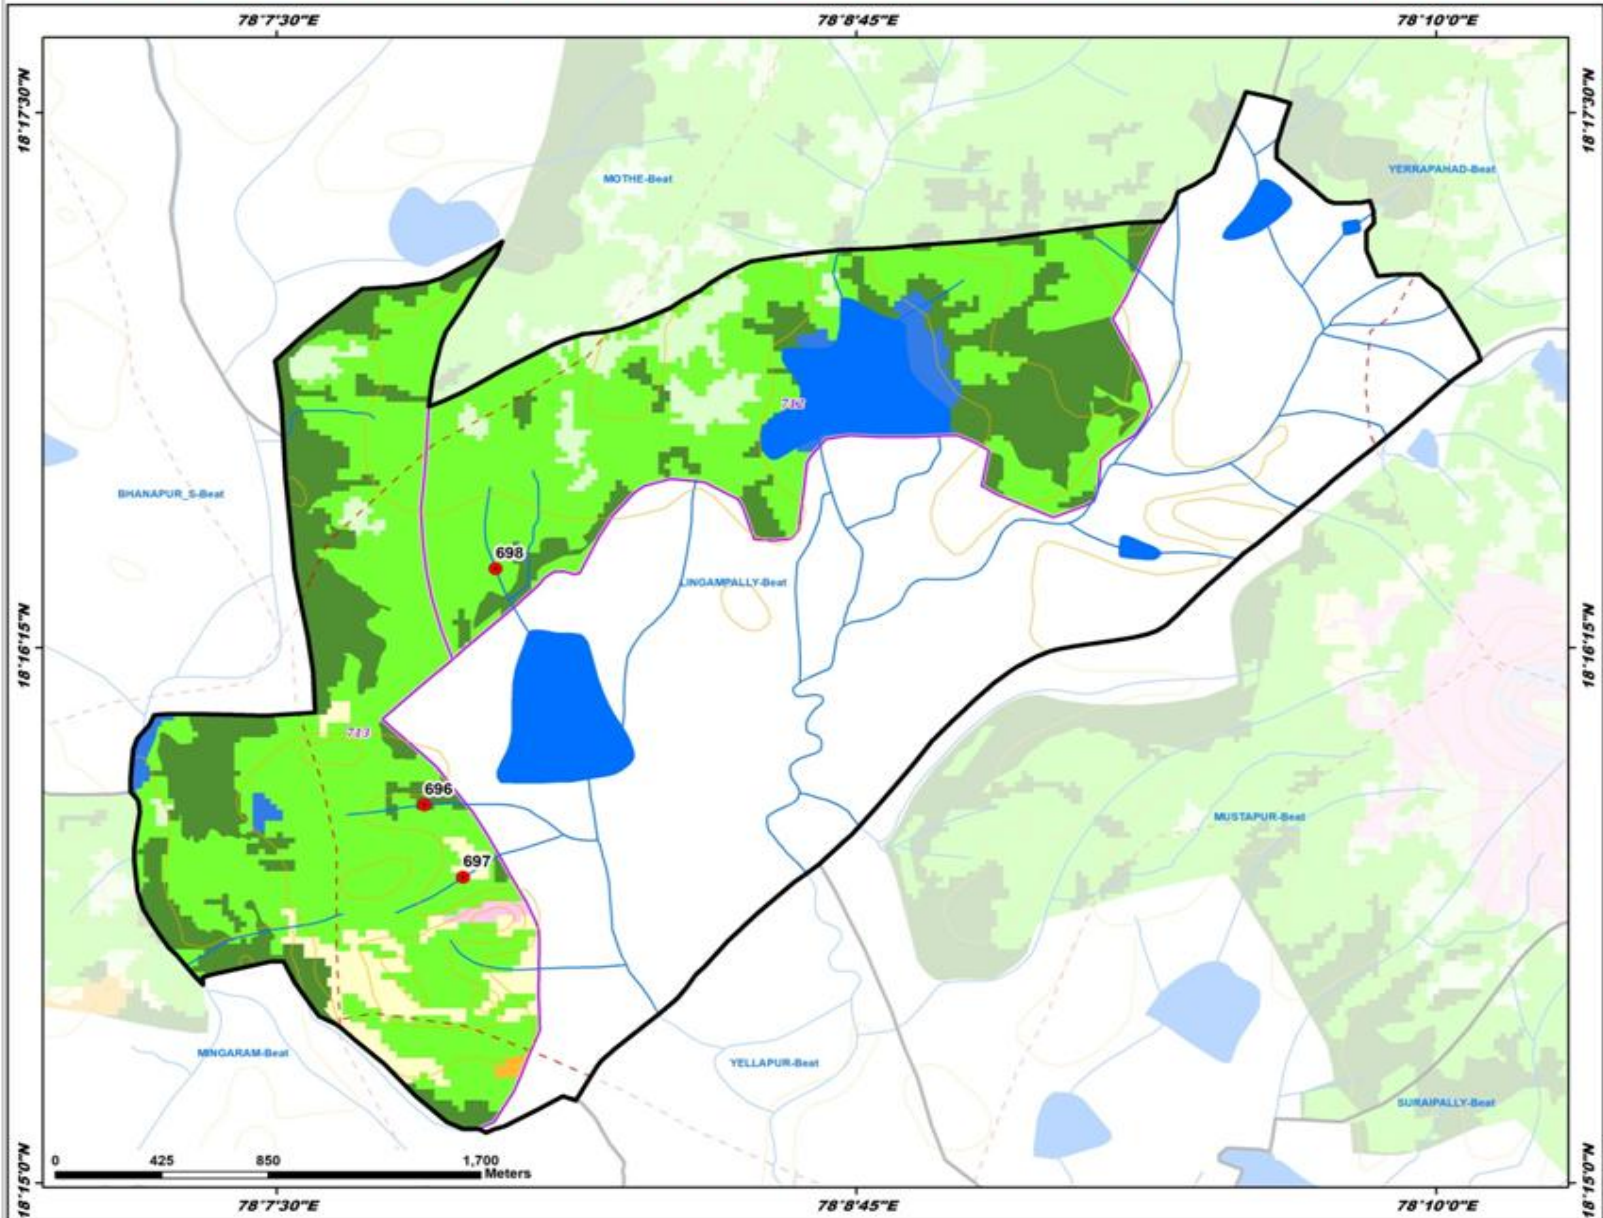 78°7'30"E 78°8'45"E 78°10'0"E
18°17'30"N 18°17'30"N
YERRAPAHAD-Beat
MOTHE-Beat
712
BHANAPUR_S-Beat
698
LINGAMPALLY-Beat
18°16'15"N 18°16'15"N
713
696
MUSTAPUR-Beat
697
MINGARAM-Beat
YELLAPUR-Beat
SURAIPALLY-Beat
0 425 850 1,700
Meters
18°15'0"N 18°15'0"N
78°7'30"E 78°8'45"E 78°10'0"E